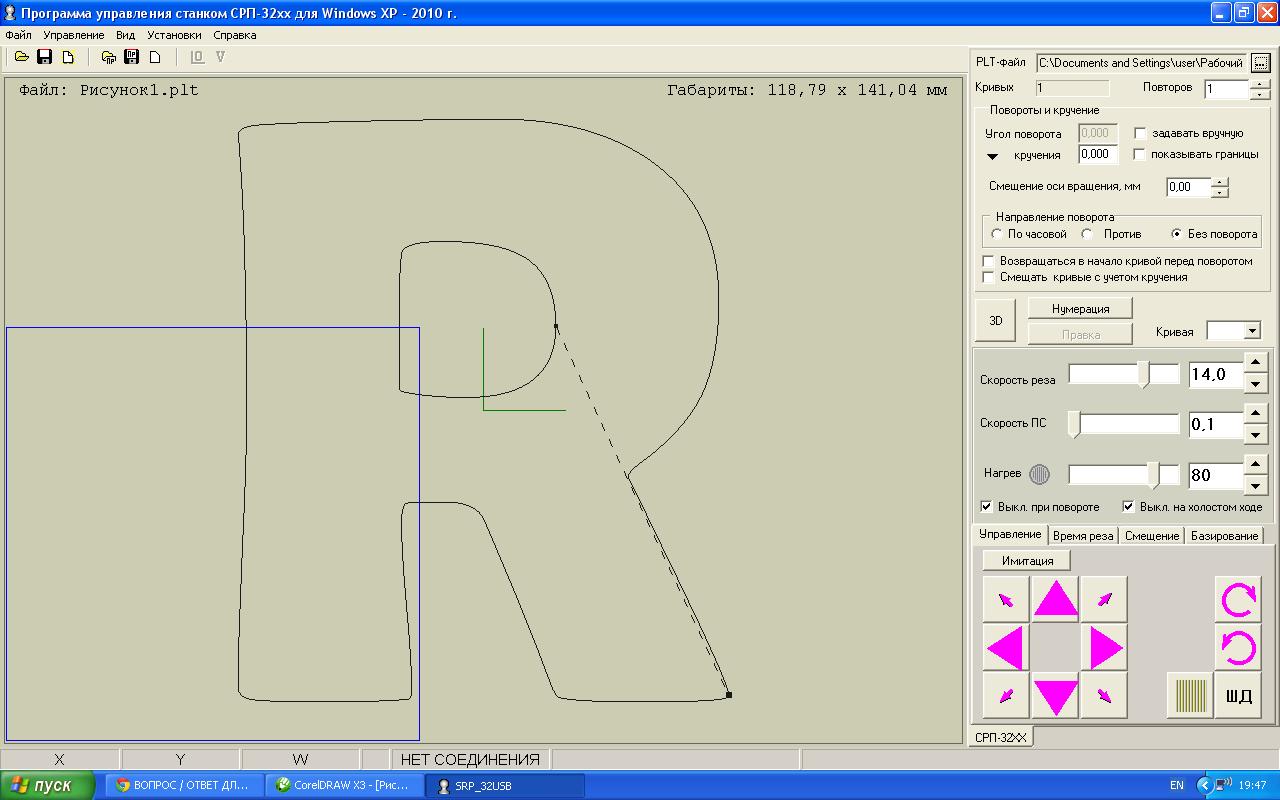 Программа управления станком СРП-32xx для Windows XP - 2010 г.
Файл Управление Вид Установки Справка
Файл: Рисунок1.plt
Габариты: 118,79 x 141,04 мм
PLT-файл C:\Documents and Settings\user\Рабочий ...
Кривых 1 Повторов 1
Повороты и кручение
Угол поворота 0,000 задавать вручную
кручения 0,000 показывать границы
Смещение оси вращения, мм 0,00
Направление поворота
По часовой Против Без поворота
Возвращаться в начало кривой перед поворотом
Смещать кривые с учетом кручения
3D Нумерация
Правка Кривая
Скорость реза 14,0
Скорость ПС 0,1
Нагрев 80
Выкл. при повороте Выкл. на холостом ходе
Управление Время реза Смещение Базирование
Имитация
ШД
СРП-32XX
X Y W НЕТ СОЕДИНЕНИЯ
пуск ВОПРОС / ОТВЕТ ДЛ... CorelDRAW X3 - [Рис... SRP_32USB EN 19:47